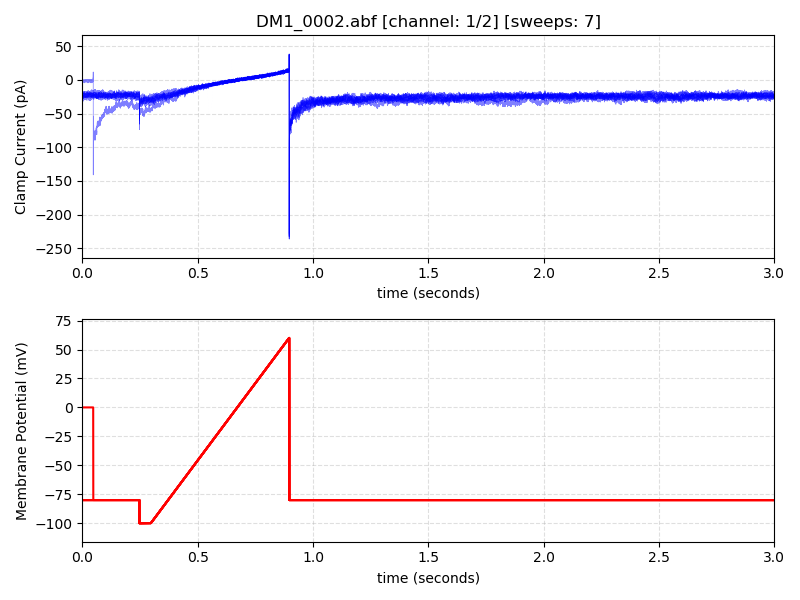 DM1_0002.abf [channel: 1/2] [sweeps: 7]
Clamp Current (pA)
50
0
−50
−100
−150
−200
−250
0.0 0.5 1.0 1.5 2.0 2.5 3.0
time (seconds)
Membrane Potential (mV)
75
50
25
0
−25
−50
−75
−100
0.0 0.5 1.0 1.5 2.0 2.5 3.0
time (seconds)